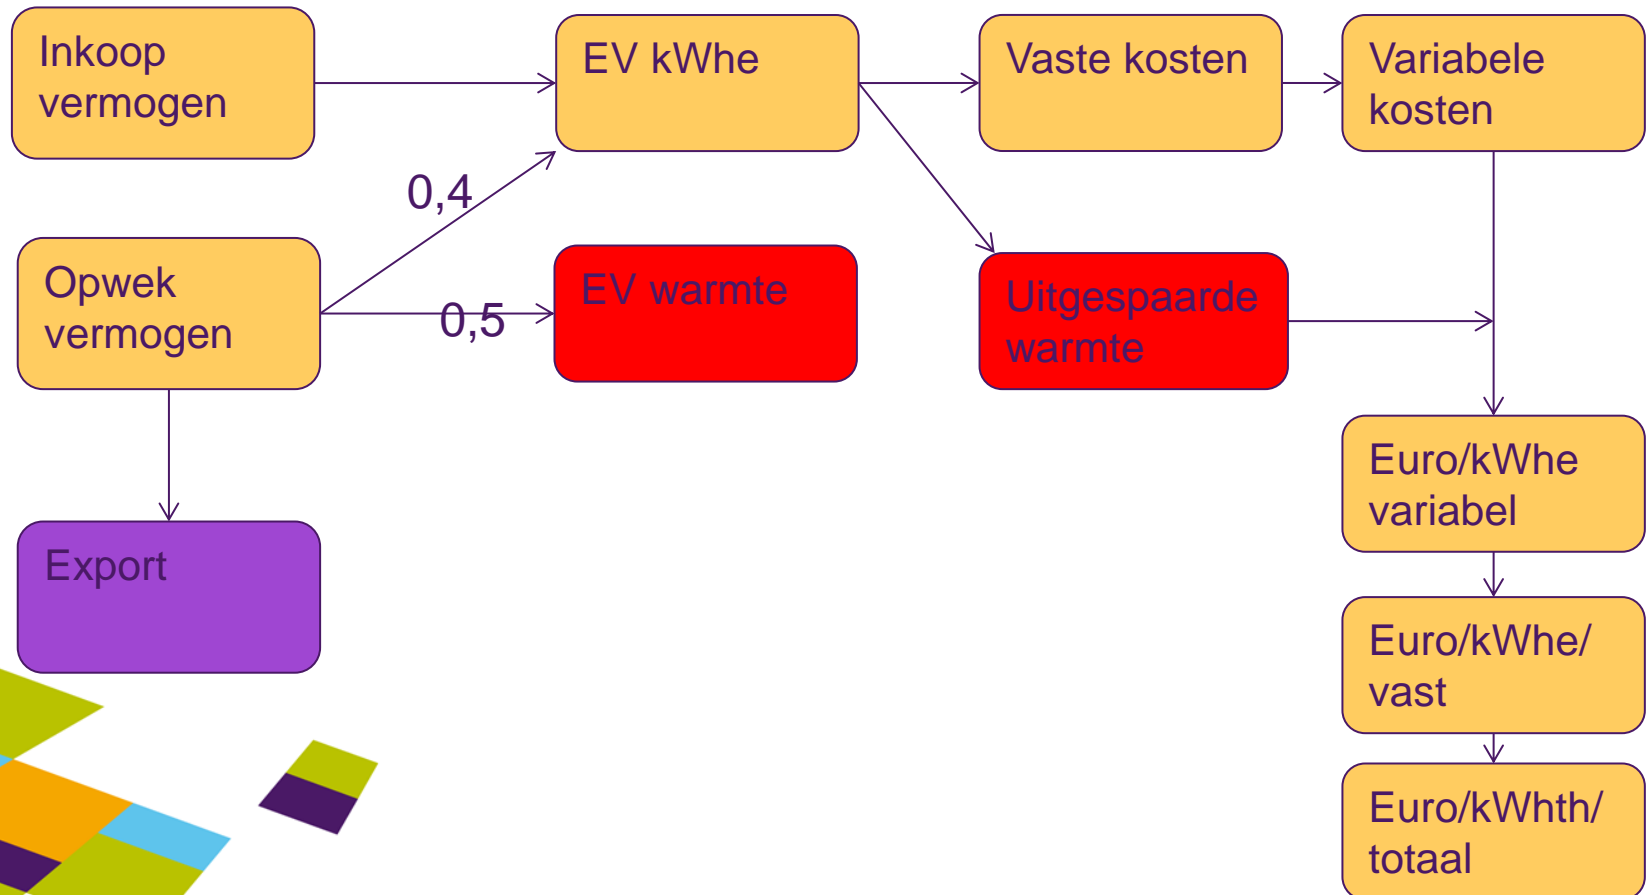 Inkoop
vermogen
EV kWhe
Vaste kosten
Variabele
kosten
0,4
Opwek
vermogen
0,5
EV warmte
Uitgespaarde
warmte
Euro/kWhe
variabel
Export
Euro/kWhe/
vast
Euro/kWhth/
totaal